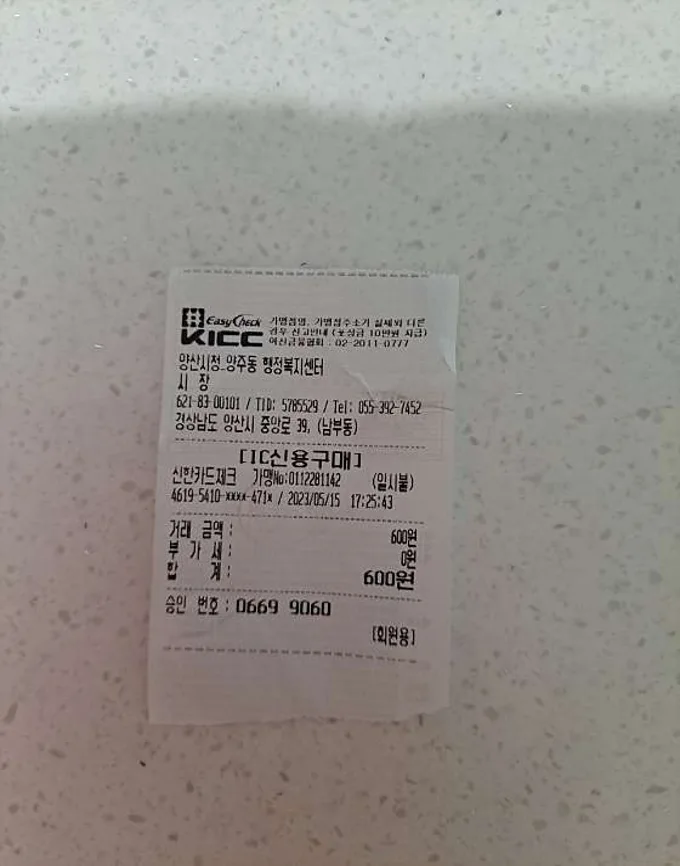 EasyCheck
KICC
가맹점명, 가맹점주소가 실제와 다른
경우 신고안내 (포상금 10만원 지급)
여신금융협회 : 02-2011-0777
양산시청_양주동 행정복지센터
시 장
621-83-00101 / TID: 5785529 / Tel: 055-392-7452
경상남도 양산시 중앙로 39, (남부동)
[IC신용구매]
신한카드체크 가맹No:0112281142 (일시불)
4619-5410-****-471* / 2023/05/15 17:25:43
거래 금액 : 600원
부 가 세 : 0원
합 계 : 600원
승인 번호 : 0669 9060
[회원용]